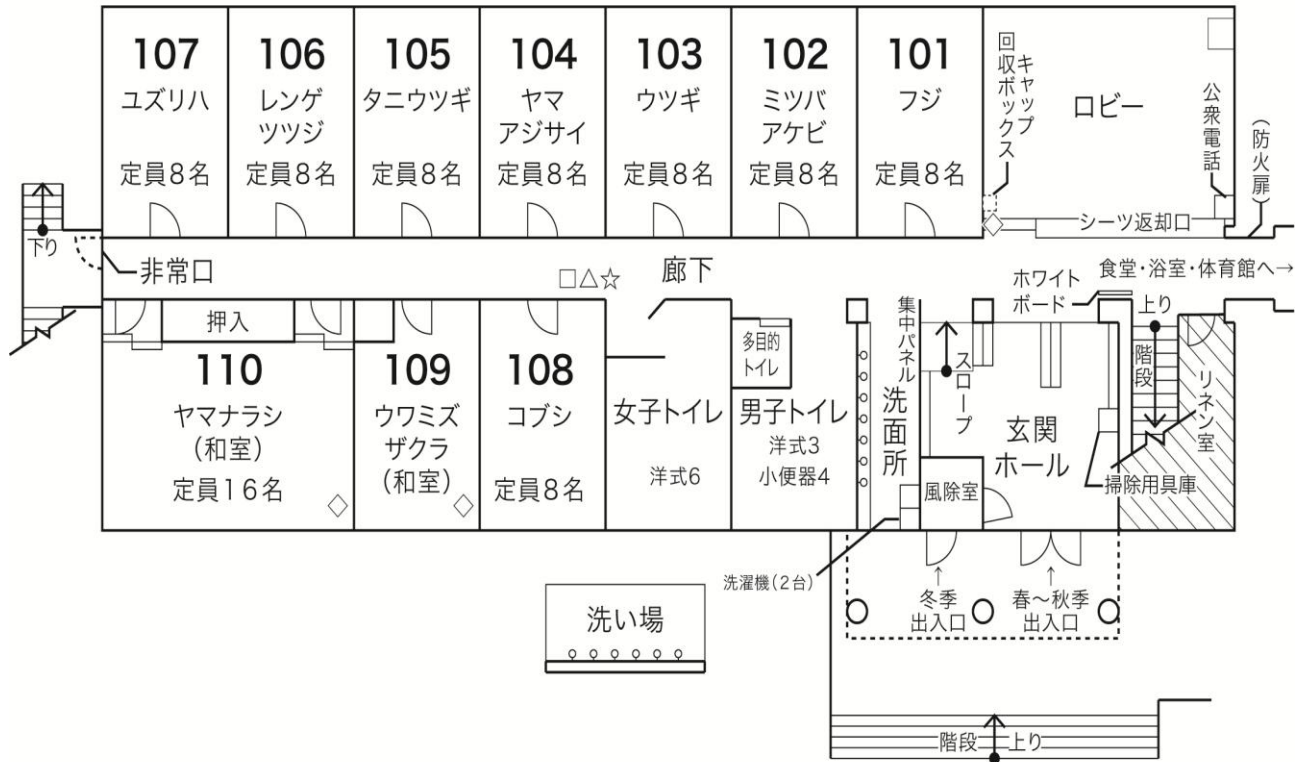 107
ユズリハ
定員8名
106
レンゲ
ツツジ
定員8名
105
タニウツギ
定員8名
104
ヤマ
アジサイ
定員8名
103
ウツギ
定員8名
102
ミツバ
アケビ
定員8名
101
フジ
定員8名
キャップ
回収ボックス
ロビー
公衆電話
(防火扉)
シーツ返却口
下り
非常口
□△☆
廊下
ホワイト
ボード
食堂・浴室・体育館へ→
押入
110
ヤマナラシ
(和室)
定員16名
◇
109
ウワミズ
ザクラ
(和室)
◇
108
コブシ
定員8名
女子トイレ
洋式6
多目的
トイレ
男子トイレ
洋式3
小便器4
集中パネル
洗面所
スロープ
風除室
玄関
ホール
上り
階段
リネン室
掃除用具庫
洗濯機(2台)
↑
冬季
出入口
↑
春〜秋季
出入口
洗い場
階段
上り